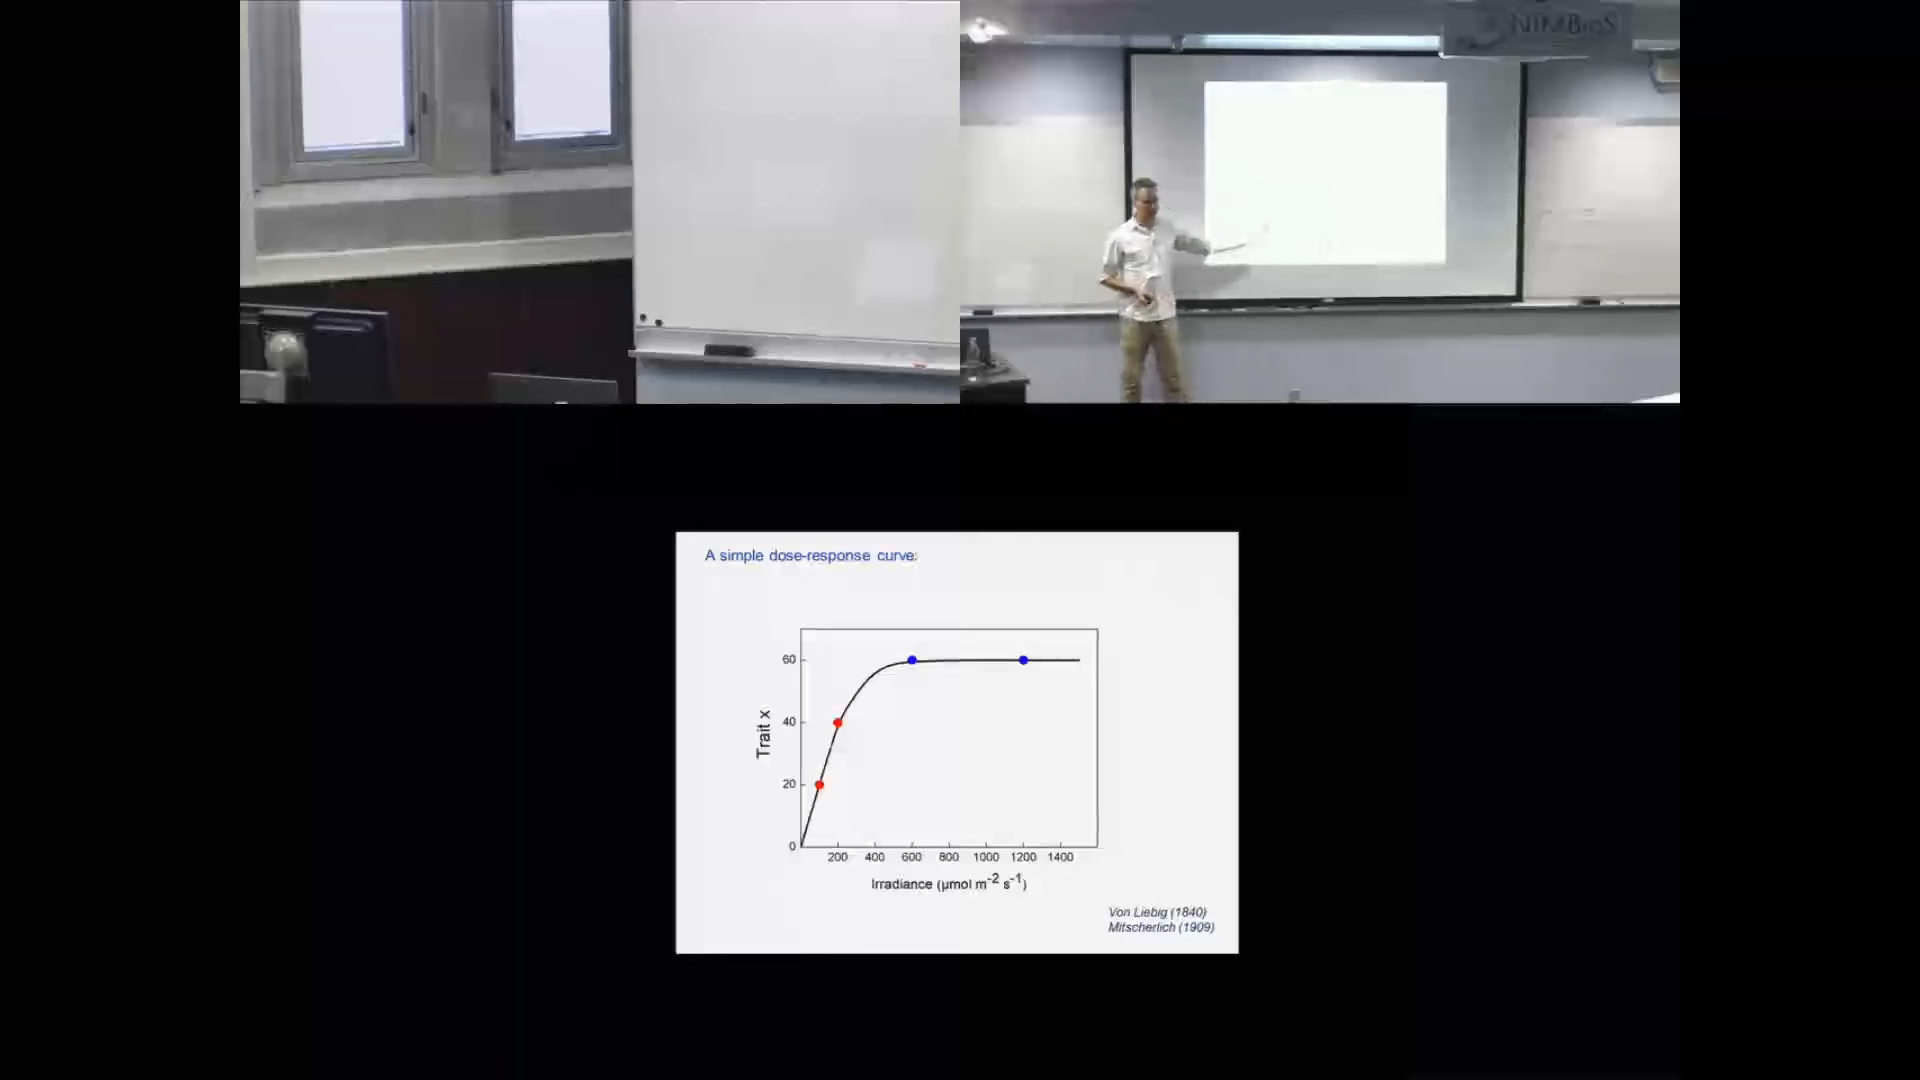 NIMBioS
A simple dose-response curve:
60
40
20
0
Trait x
200 400 600 800 1000 1200 1400
Irradiance (µmol m⁻² s⁻¹)
Von Liebig (1840)
Mitscherlich (1909)